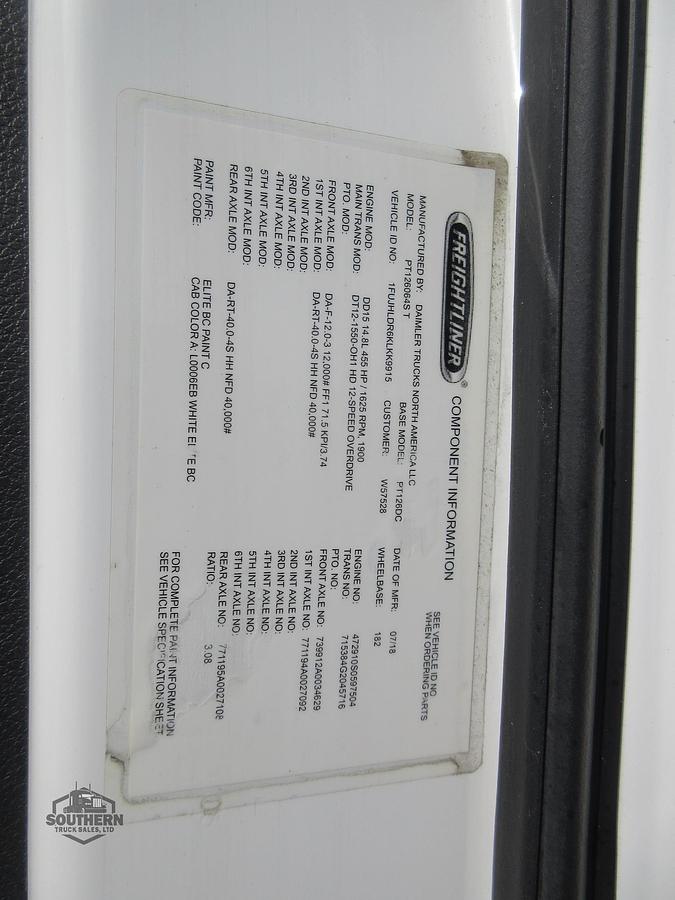 FREIGHTLINER® COMPONENT INFORMATION
SEE VEHICLE ID NO
WHEN ORDERING PARTS
MANUFACTURED BY: DAIMLER TRUCKS NORTH AMERICA LLC
MODEL: PT126064S T BASE MODEL: PT126DC DATE OF MFR: 07/18
VEHICLE ID NO: 1FUJHLDR6KLKK9915 CUSTOMER: W57528 WHEELBASE: 182
ENGINE MOD: DD15 14.8L 455 HP / 1625 RPM, 1900 ENGINE NO: 472910S0597504
MAIN TRANS MOD: DT12-1550-OH1 HD 12-SPEED OVERDRIVE TRANS NO: 715384G2045716
PTO. MOD: PTO. NO:
FRONT AXLE MOD: DA-F-12.0-3 12,000# FF1 71.5 KPI/3.74 FRONT AXLE NO: 739912A0034629
1ST INT AXLE MOD: DA-RT-40.0-4S HH NFD 40,000# 1ST INT AXLE NO: 771194A0027092
2ND INT AXLE MOD: 2ND INT AXLE NO:
3RD INT AXLE MOD: 3RD INT AXLE NO:
4TH INT AXLE MOD: 4TH INT AXLE NO:
5TH INT AXLE MOD: 5TH INT AXLE NO:
6TH INT AXLE MOD: 6TH INT AXLE NO:
REAR AXLE MOD: DA-RT-40.0-4S HH NFD 40,000# REAR AXLE NO: 771195A0027108
RATIO: 3.08
PAINT MFR: ELITE BC PAINT C
PAINT CODE: CAB COLOR A: L0006EB WHITE BC
FOR COMPLETE PAINT INFORMATION
SEE VEHICLE SPECIFICATION SHEET
SOUTHERN
TRUCK SALES, LTD